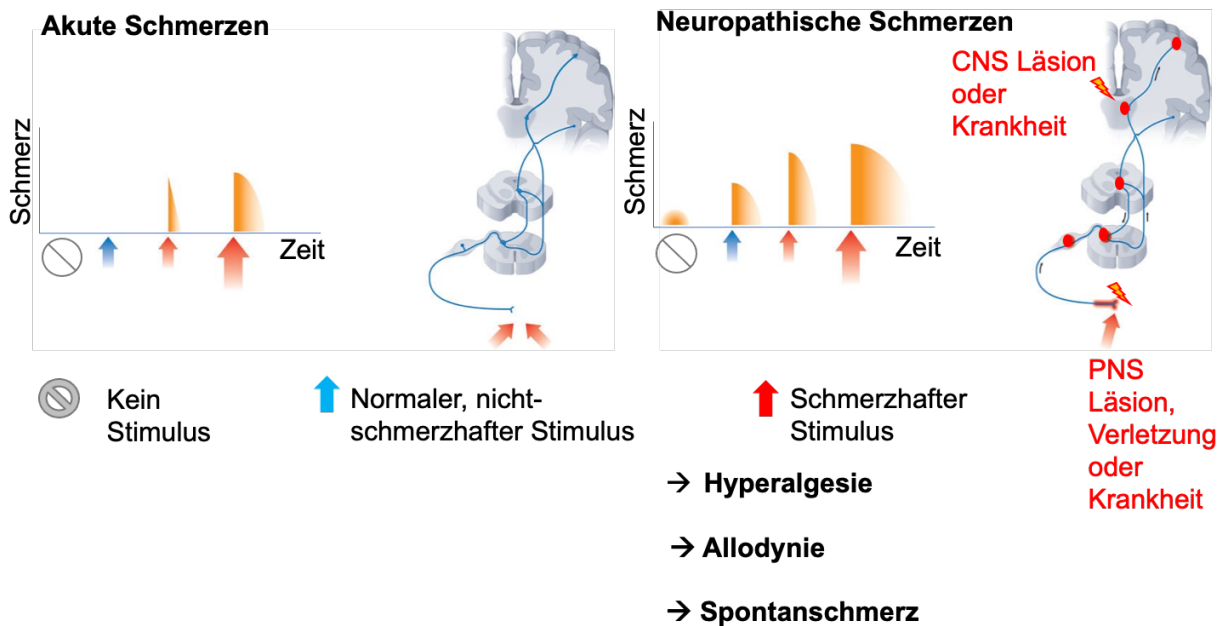 Akute Schmerzen
Schmerz
Zeit
Neuropathische Schmerzen
CNS Läsion
oder
Krankheit
Schmerz
Zeit
Kein
Stimulus
Normaler, nicht-
schmerzhafter Stimulus
Schmerzhafter
Stimulus
PNS
Läsion,
Verletzung
oder
Krankheit
→ Hyperalgesie
→ Allodynie
→ Spontanschmerz